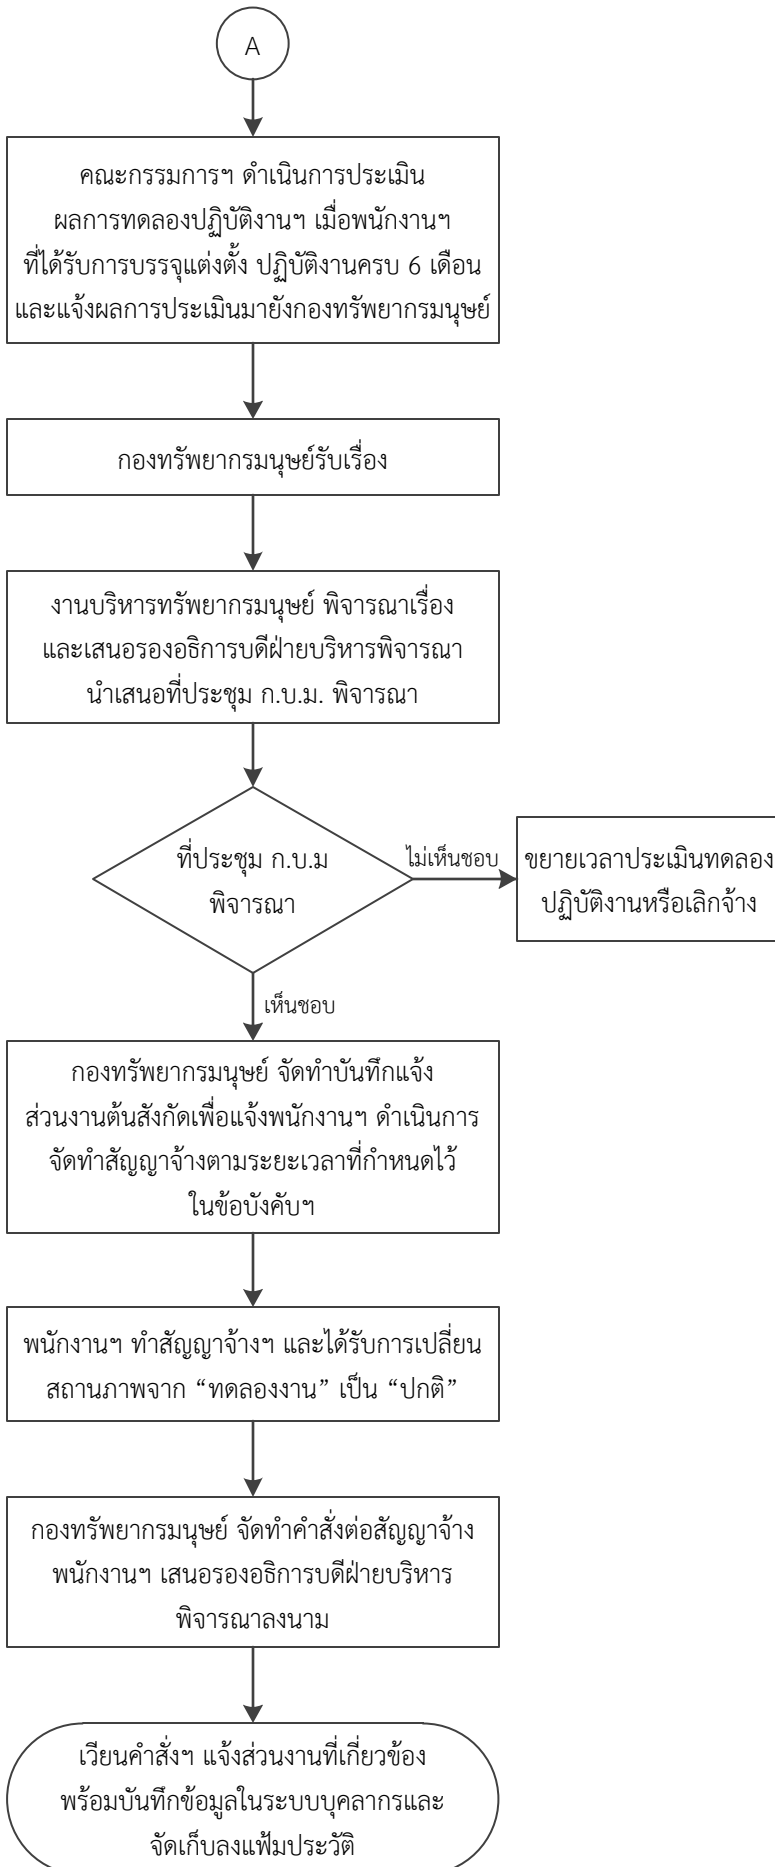 A
คณะกรรมการฯ ดำเนินการประเมิน
ผลการทดลองปฏิบัติงานฯ เมื่อพนักงานฯ
ที่ได้รับการบรรจุแต่งตั้ง ปฏิบัติงานครบ 6 เดือน
และแจ้งผลการประเมินมายังกองทรัพยากรมนุษย์
กองทรัพยากรมนุษย์รับเรื่อง
งานบริหารทรัพยากรมนุษย์ พิจารณาเรื่อง
และเสนอรองอธิการบดีฝ่ายบริหารพิจารณา
นำเสนอที่ประชุม ก.บ.ม. พิจารณา
ที่ประชุม ก.บ.ม
พิจารณา
ไม่เห็นชอบ
ขยายเวลาประเมินทดลอง
ปฏิบัติงานหรือเลิกจ้าง
เห็นชอบ
กองทรัพยากรมนุษย์ จัดทำบันทึกแจ้ง
ส่วนงานต้นสังกัดเพื่อแจ้งพนักงานฯ ดำเนินการ
จัดทำสัญญาจ้างตามระยะเวลาที่กำหนดไว้
ในข้อบังคับฯ
พนักงานฯ ทำสัญญาจ้างฯ และได้รับการเปลี่ยน
สถานภาพจาก “ทดลองงาน” เป็น “ปกติ”
กองทรัพยากรมนุษย์ จัดทำคำสั่งต่อสัญญาจ้าง
พนักงานฯ เสนอรองอธิการบดีฝ่ายบริหาร
พิจารณาลงนาม
เวียนคำสั่งฯ แจ้งส่วนงานที่เกี่ยวข้อง
พร้อมบันทึกข้อมูลในระบบบุคลากรและ
จัดเก็บลงแฟ้มประวัติ